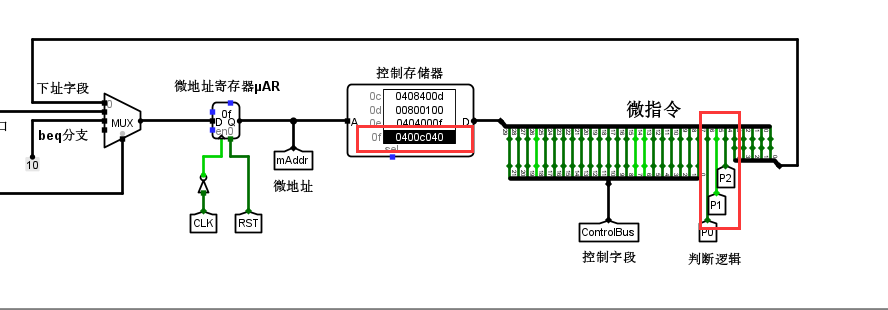 下址字段
口
beq分支
10
0
MUX
微地址寄存器μAR
0f
D Q
en0
CLK
RST
mAddr
微地址
控制存储器
A
D
0c 0408400d
0d 00800100
0e 0404000f
0f 0400c040
sel
微指令
ControlBus
控制字段
P2
P1
P0
判断逻辑